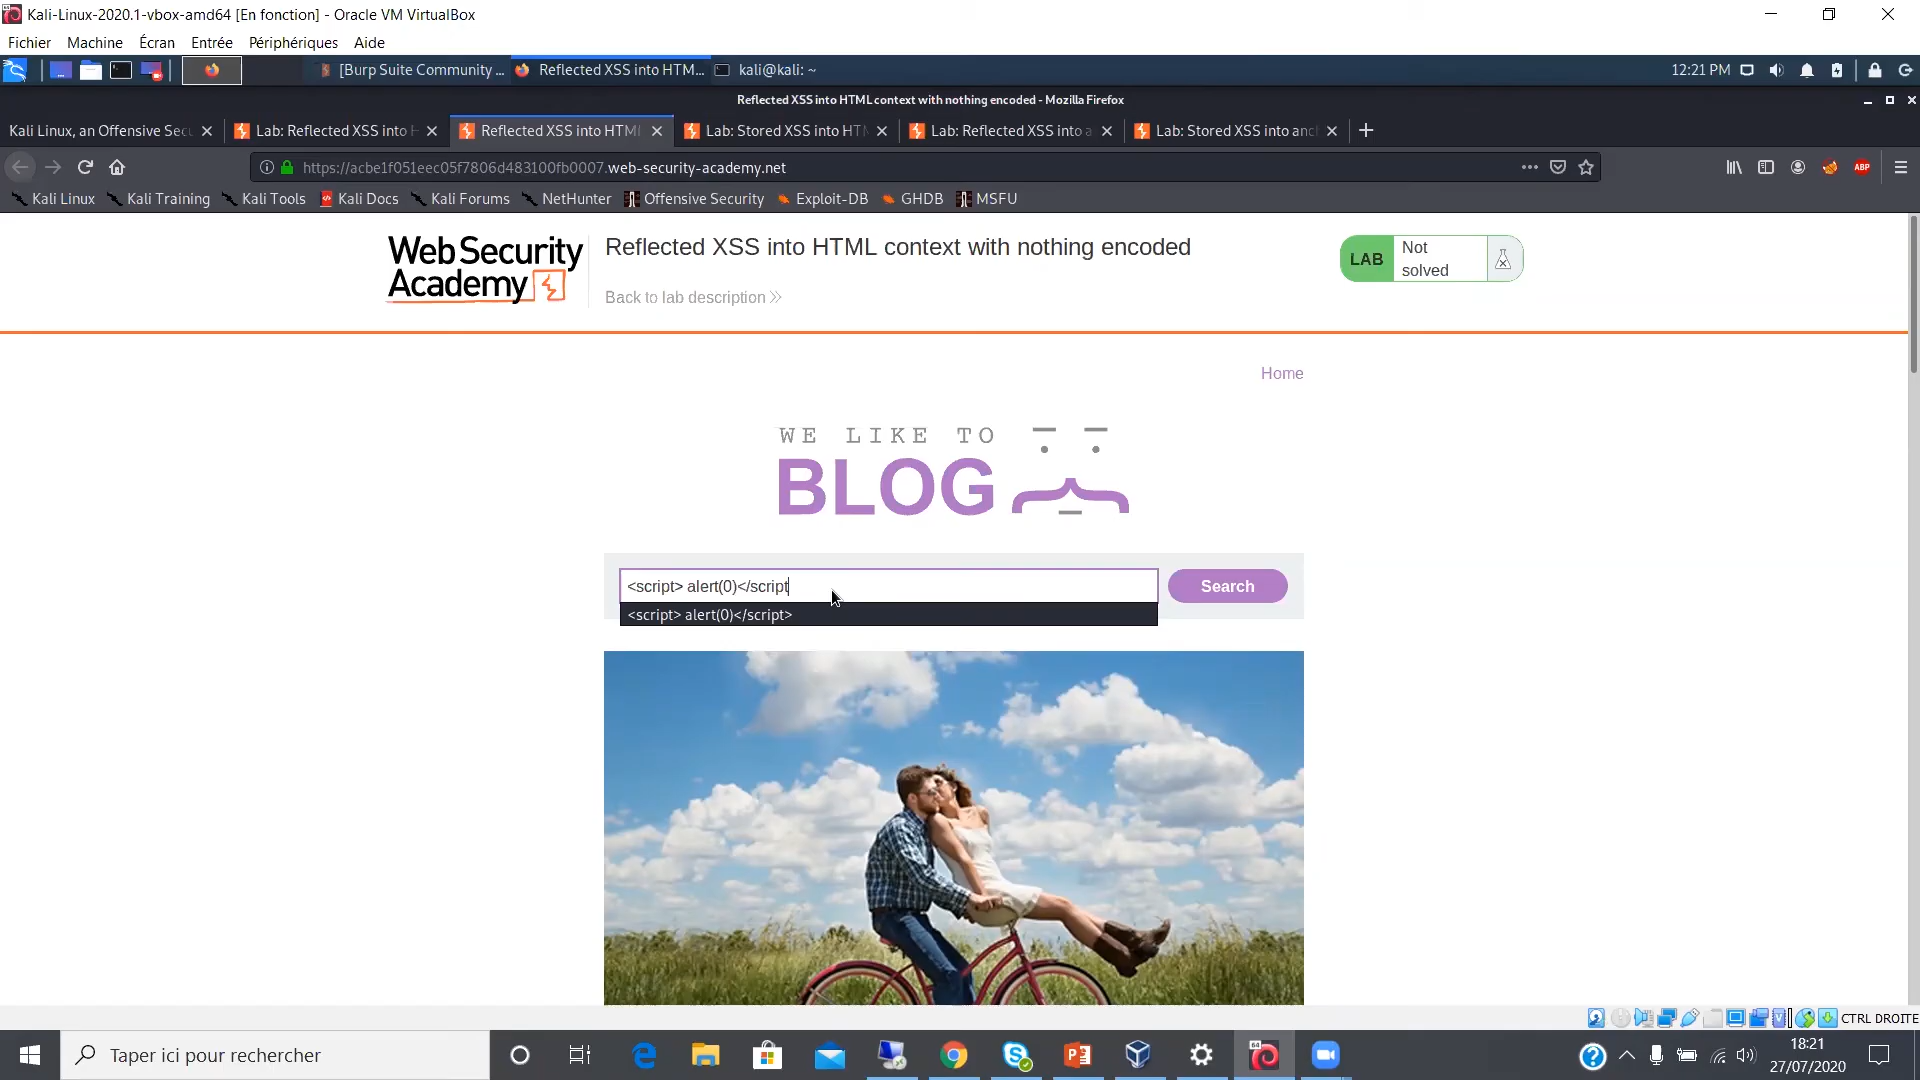 Kali-Linux-2020.1-vbox-amd64 [En fonction] - Oracle VM VirtualBox
Fichier Machine Écran Entrée Périphériques Aide
[Burp Suite Community ... Reflected XSS into HTM... kali@kali: ~ 12:21 PM
Reflected XSS into HTML context with nothing encoded - Mozilla Firefox
Kali Linux, an Offensive Sec Lab: Reflected XSS into H Reflected XSS into HTML Lab: Stored XSS into HTM Lab: Reflected XSS into a Lab: Stored XSS into anch
https://acbe1f051eec05f7806d483100fb0007.web-security-academy.net ABP
Kali Linux Kali Training Kali Tools Kali Docs Kali Forums NetHunter Offensive Security Exploit-DB GHDB MSFU
Web Security
Academy
Reflected XSS into HTML context with nothing encoded
Back to lab description
LAB
Not
solved
Home
WE LIKE TO
BLOG
<script> alert(0)</script
Search
<script> alert(0)</script>
CTRL DROITE
Taper ici pour rechercher
18:21
27/07/2020